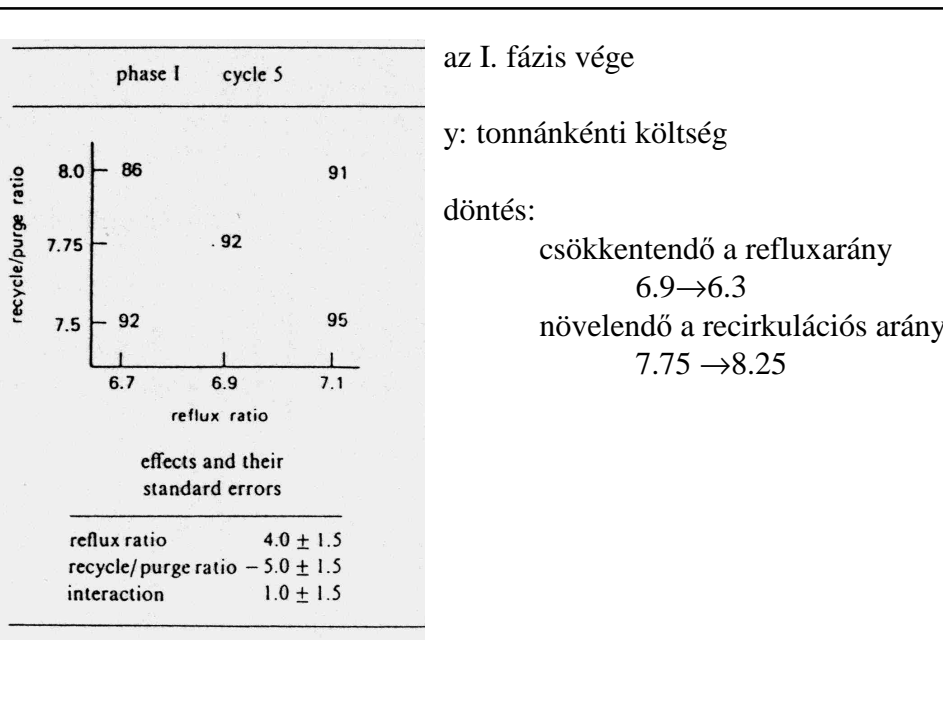 phase I cycle 5
recycle/purge ratio
8.0 86 91
7.75 92
7.5 92 95
6.7 6.9 7.1
reflux ratio
effects and their
standard errors
reflux ratio 4.0 ± 1.5
recycle/purge ratio − 5.0 ± 1.5
interaction 1.0 ± 1.5
az I. fázis vége
y: tonnánkénti költség
döntés:
csökkentendő a refluxarány
6.9→6.3
növelendő a recirkulációs arány
7.75 →8.25